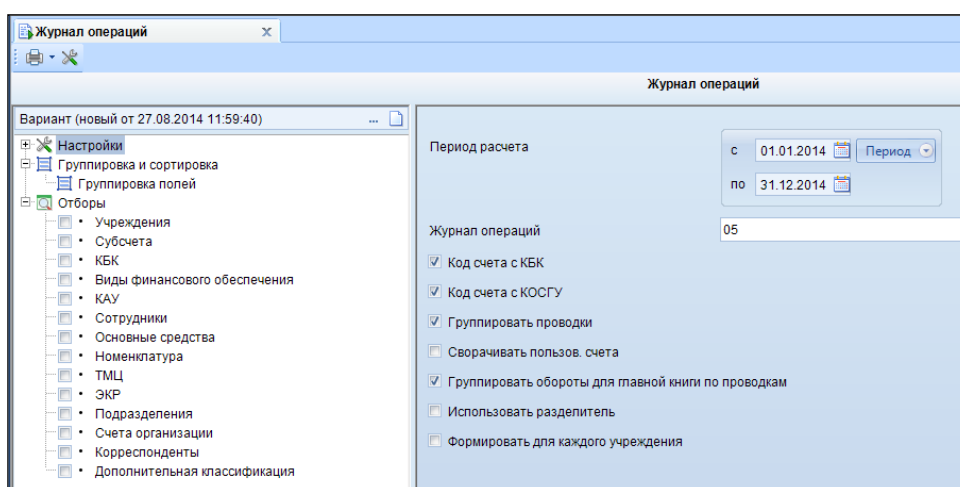 Журнал операций
Журнал операций
Вариант (новый от 27.08.2014 11:59:40) ...
Настройки
Группировка и сортировка
Группировка полей
Отборы
Учреждения
Субсчета
КБК
Виды финансового обеспечения
КАУ
Сотрудники
Основные средства
Номенклатура
ТМЦ
ЭКР
Подразделения
Счета организации
Корреспонденты
Дополнительная классификация
Период расчета с 01.01.2014 Период
по 31.12.2014
Журнал операций 05
Код счета с КБК
Код счета с КОСГУ
Группировать проводки
Сворачивать пользов. счета
Группировать обороты для главной книги по проводкам
Использовать разделитель
Формировать для каждого учреждения